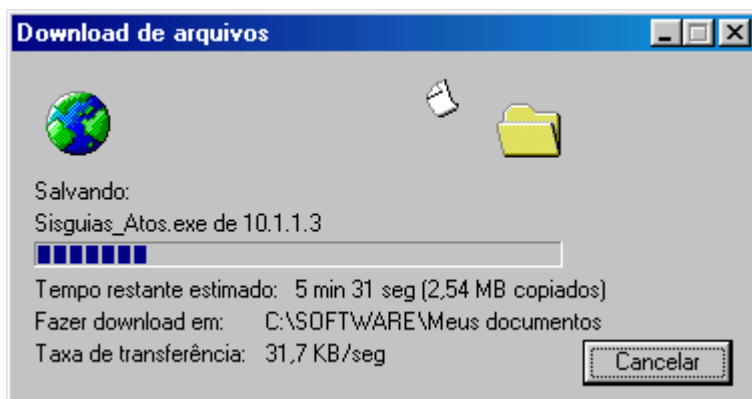 Download de arquivos
Salvando:
Sisguias_Atos.exe de 10.1.1.3
Tempo restante estimado: 5 min 31 seg (2,54 MB copiados)
Fazer download em: C:\SOFTWARE\Meus documentos
Taxa de transferência: 31,7 KB/seg
Cancelar